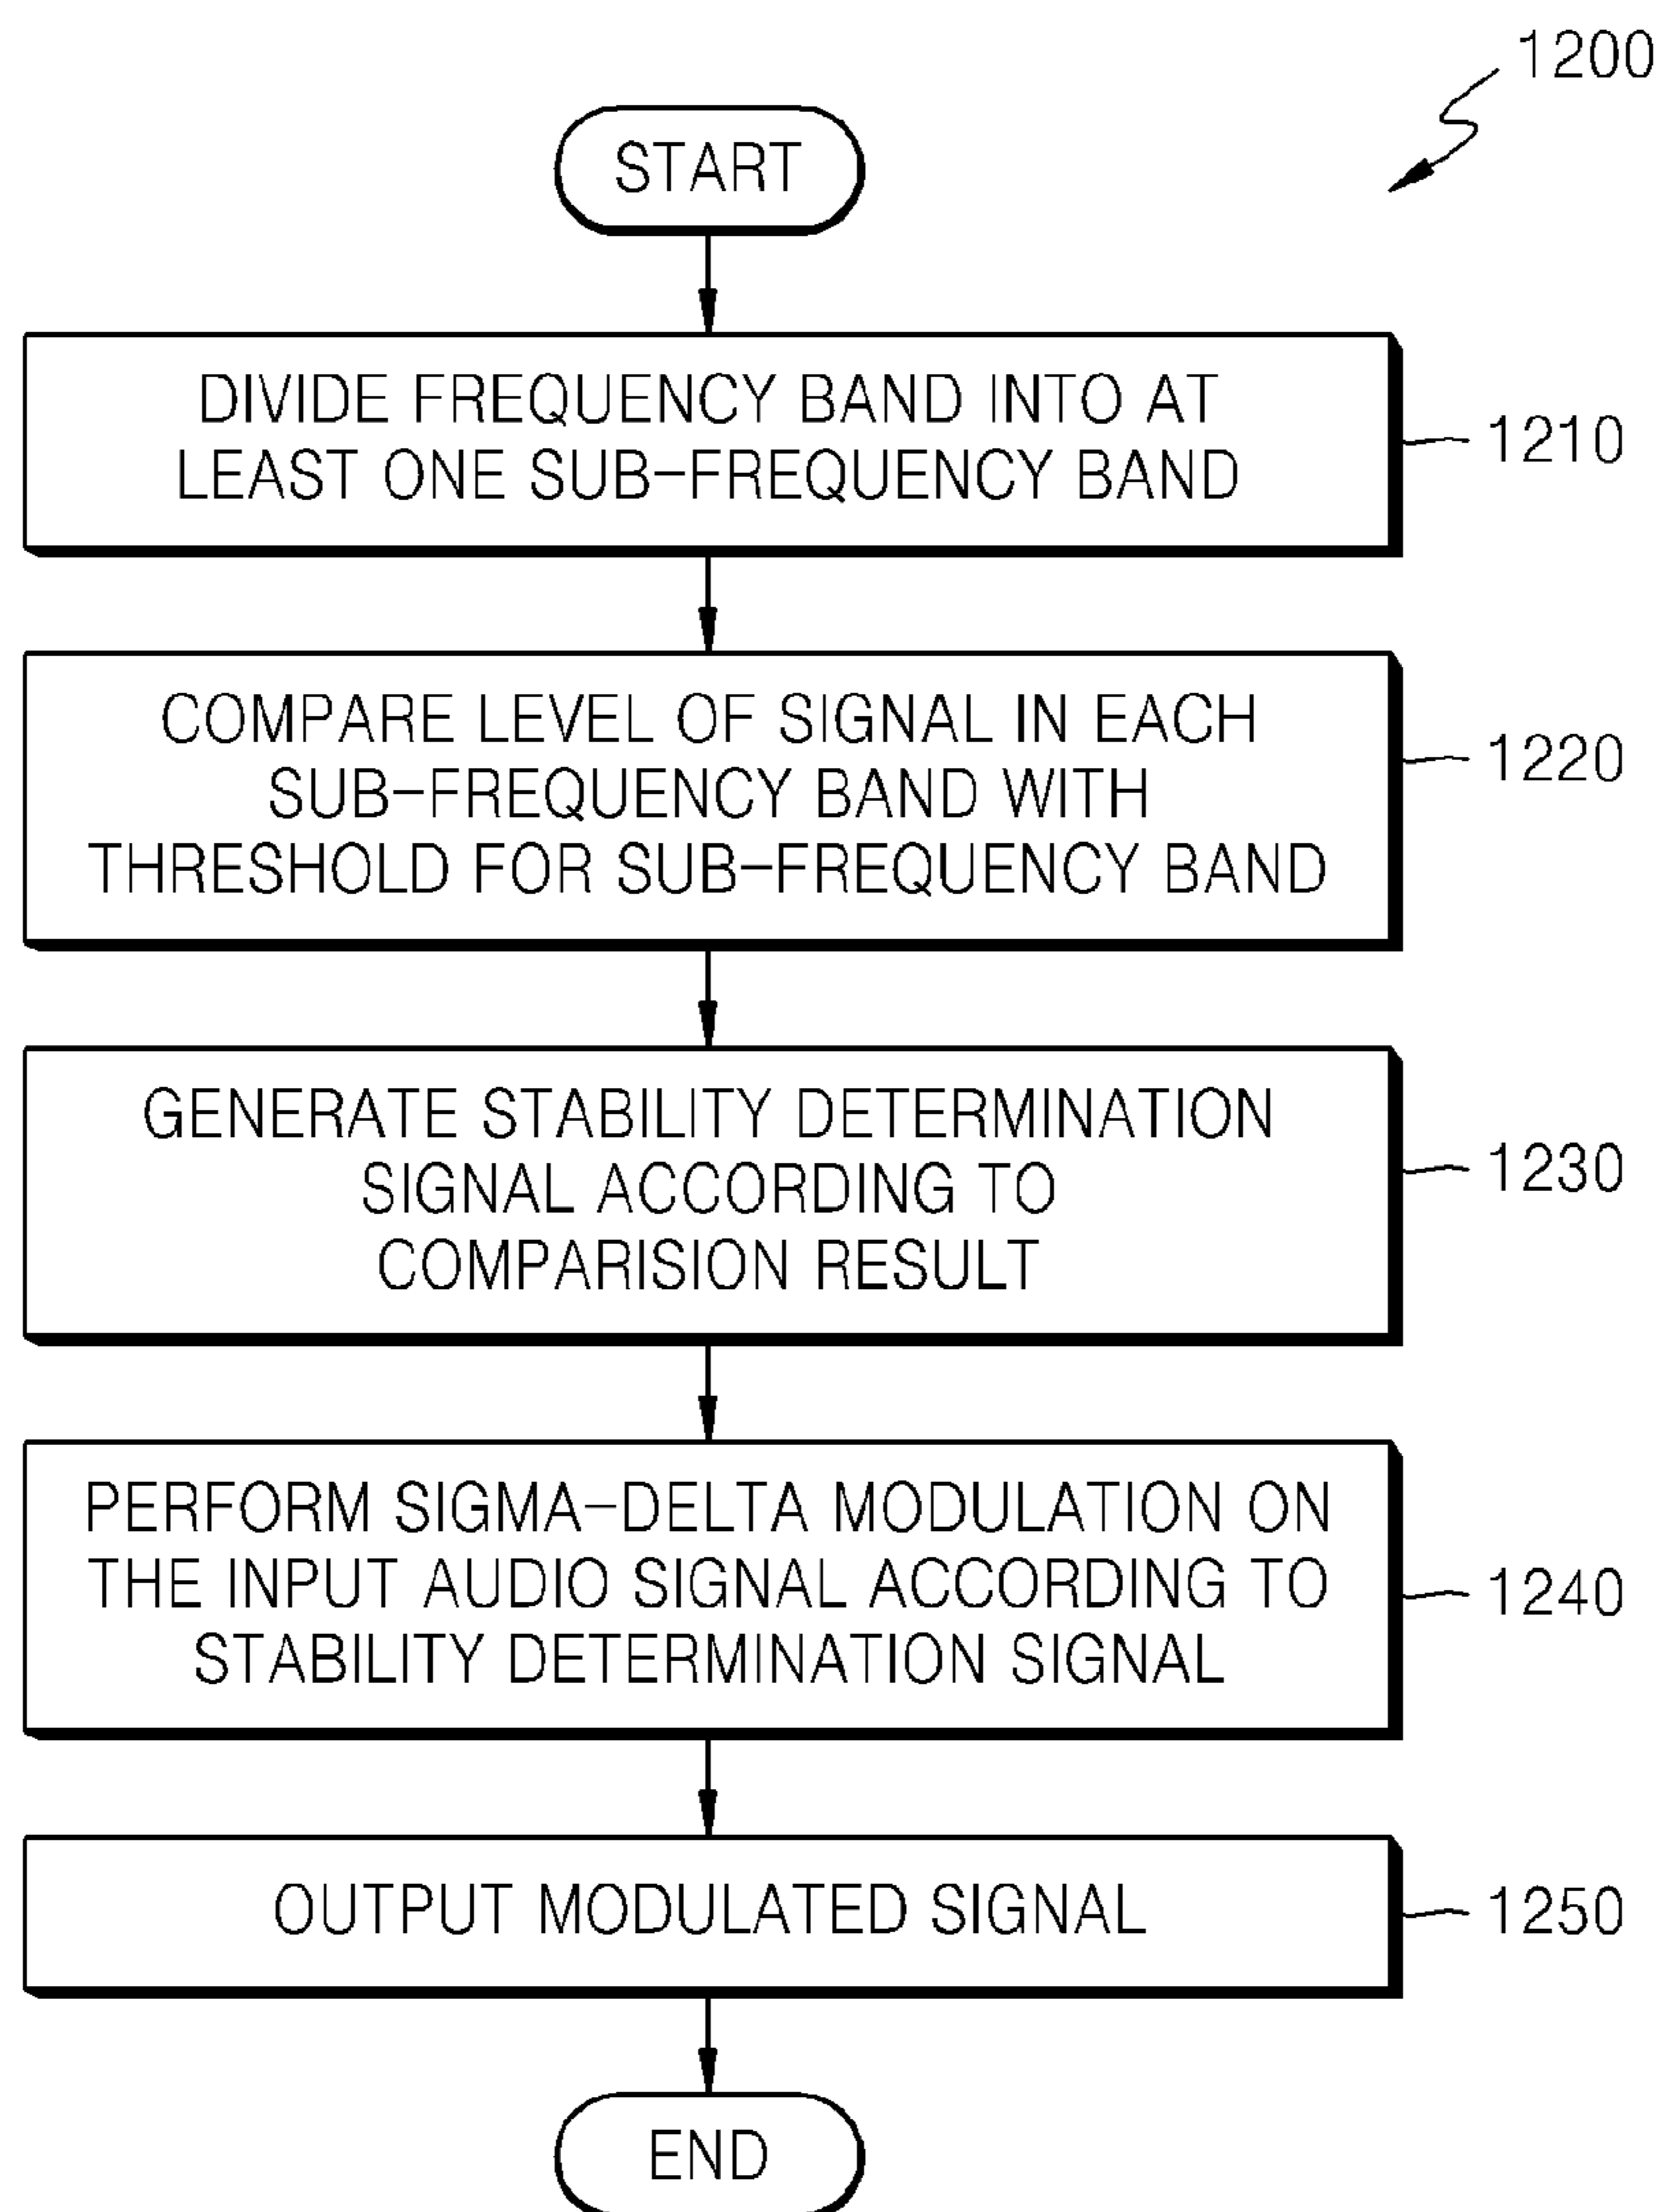 1200
START
DIVIDE FREQUENCY BAND INTO AT
LEAST ONE SUB-FREQUENCY BAND
1210
COMPARE LEVEL OF SIGNAL IN EACH
SUB-FREQUENCY BAND WITH
THRESHOLD FOR SUB-FREQUENCY BAND
1220
GENERATE STABILITY DETERMINATION
SIGNAL ACCORDING TO
COMPARISION RESULT
1230
PERFORM SIGMA-DELTA MODULATION ON
THE INPUT AUDIO SIGNAL ACCORDING TO
STABILITY DETERMINATION SIGNAL
1240
OUTPUT MODULATED SIGNAL
1250
END